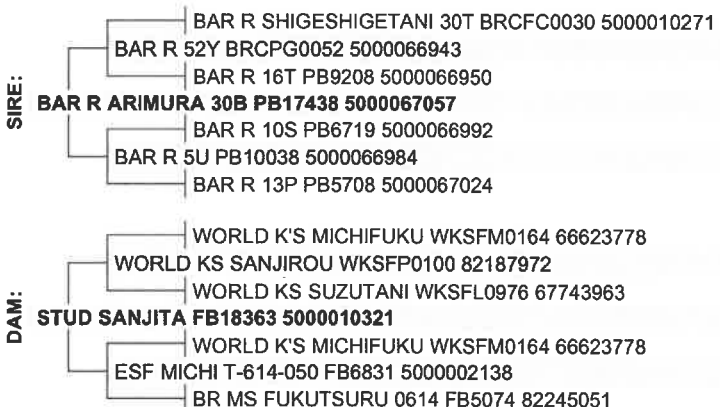 SIRE:
BAR R SHIGESHIGETANI 30T BRCFC0030 5000010271
BAR R 52Y BRCPG0052 5000066943
BAR R 16T PB9208 5000066950
BAR R ARIMURA 30B PB17438 5000067057
BAR R 10S PB6719 5000066992
BAR R 5U PB10038 5000066984
BAR R 13P PB5708 5000067024
DAM:
WORLD K'S MICHIFUKU WKSFM0164 66623778
WORLD KS SANJIROU WKSFP0100 82187972
WORLD KS SUZUTANI WKSFL0976 67743963
STUD SANJITA FB18363 5000010321
WORLD K'S MICHIFUKU WKSFM0164 66623778
ESF MICHI T-614-050 FB6831 5000002138
BR MS FUKUTSURU 0614 FB5074 82245051